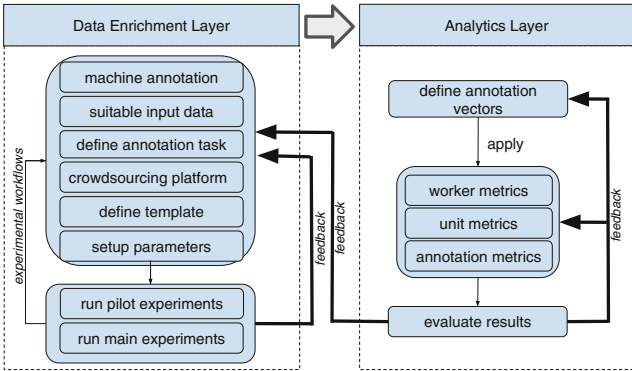 Data Enrichment Layer
machine annotation
suitable input data
define annotation task
crowdsourcing platform
define template
setup parameters
experimental workflows
run pilot experiments
run main experiments
feedback
feedback
Analytics Layer
define annotation
vectors
apply
worker metrics
unit metrics
annotation metrics
evaluate results
feedback